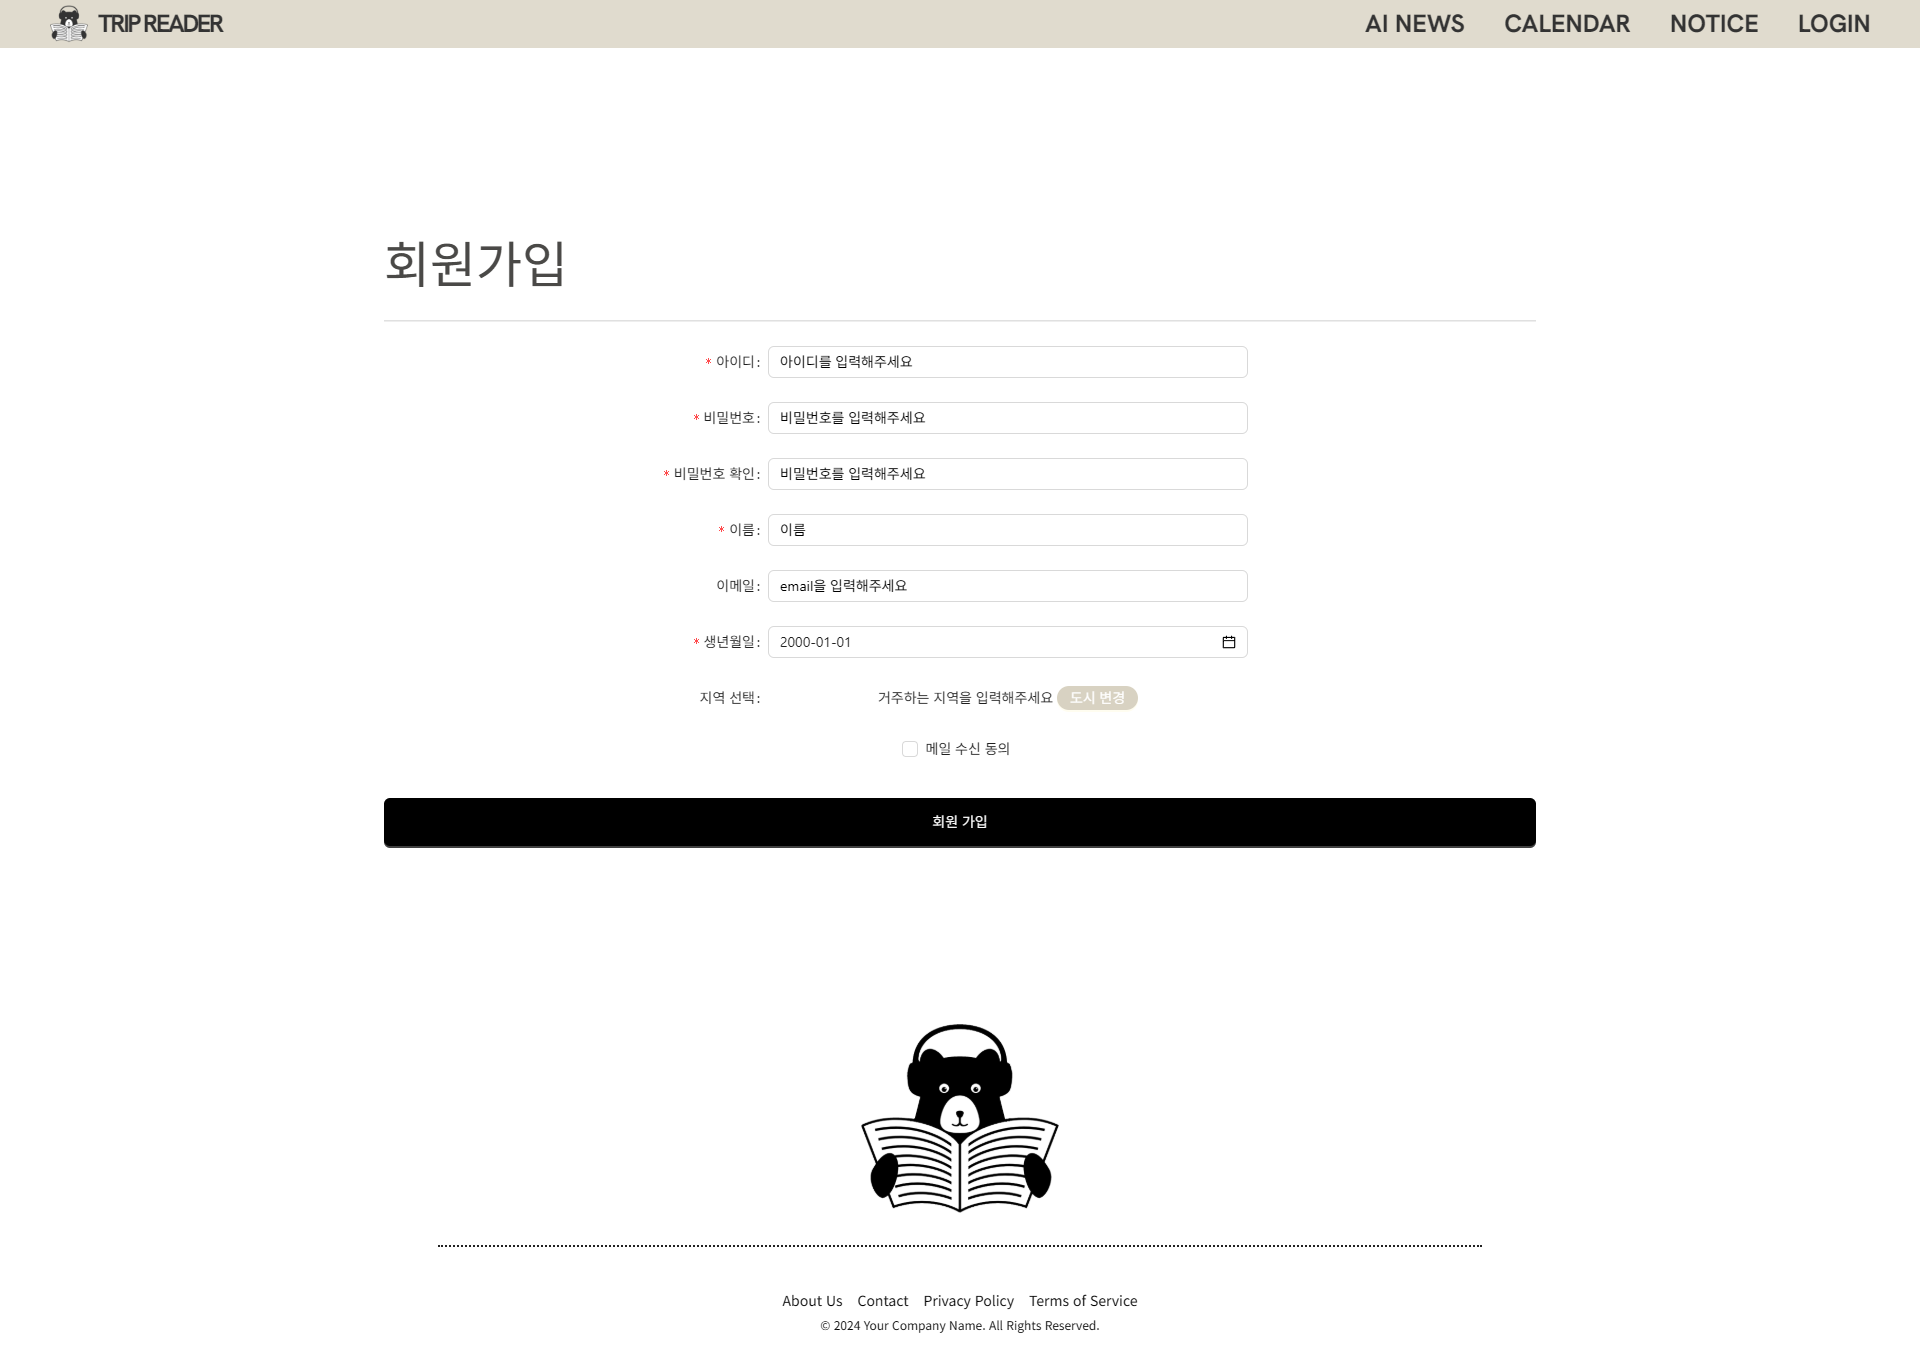 TRIP READER AI NEWS CALENDAR NOTICE LOGIN
회원가입
* 아이디: 아이디를 입력해주세요
* 비밀번호: 비밀번호를 입력해주세요
* 비밀번호 확인: 비밀번호를 입력해주세요
* 이름: 이름
이메일: email을 입력해주세요
* 생년월일: 2000-01-01
지역 선택: 거주하는 지역을 입력해주세요 도시 변경
메일 수신 동의
회원 가입
About Us Contact Privacy Policy Terms of Service
© 2024 Your Company Name. All Rights Reserved.